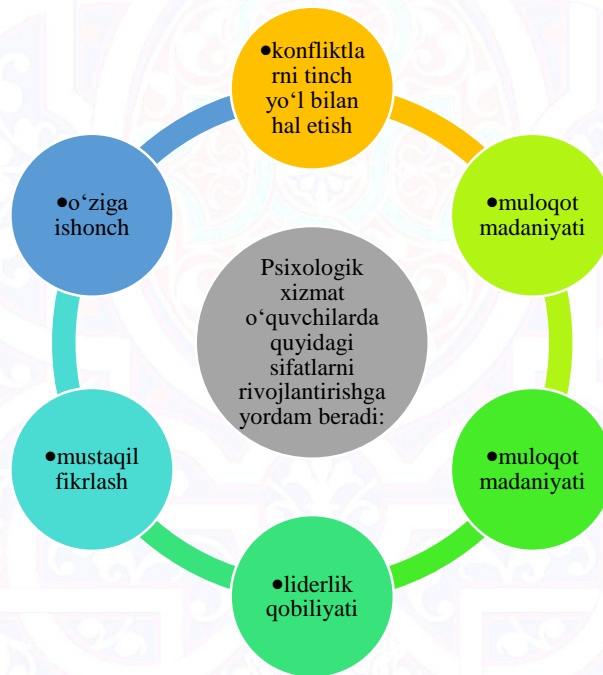 •konfliktla
rni tinch
yo‘l bilan
hal etish
•muloqot
madaniyati
•muloqot
madaniyati
•liderlik
qobiliyati
•mustaqil
fikrlash
•o‘ziga
ishonch
Psixologik
xizmat
o‘quvchilarda
quyidagi
sifatlarni
rivojlantirishga
yordam beradi: